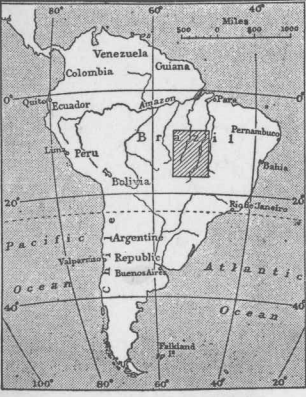 80° 60° 40°
Miles
500 0 500 1000
Venezuela
Guiana
Colombia
0° 0°
Quito
Ecuador
Amazon
Para
Pernambuco
B r z i l
Lima
Peru
Bahia
Bolivia
20° 20°
Rio de Janeiro
Pacific
Ocean
Chile
Argentine
Republic
Valparaiso
Buenos Aires
Atlantic
Ocean
40° 40°
Falkland
Is
100° 80° 60° 40° 20°